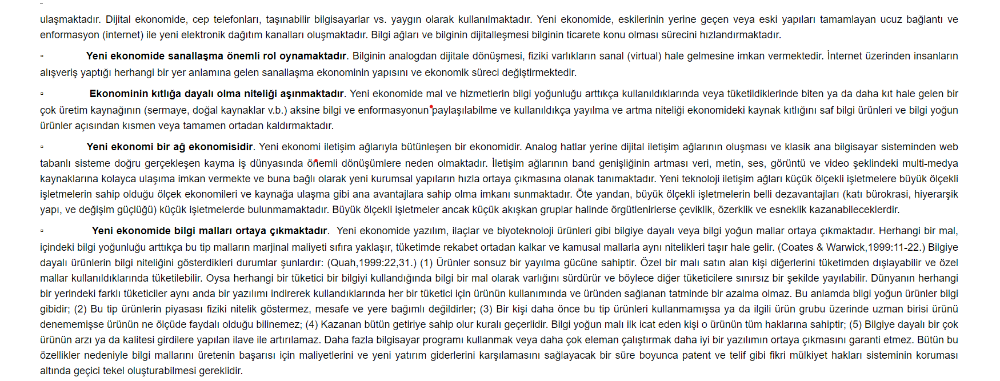 ulaşmaktadır. Dijital ekonomide, cep telefonları, taşınabilir bilgisayarlar vs. yaygın olarak kullanılmaktadır. Yeni ekonomide, eskilerinin yerine geçen veya eski yapıları tamamlayan ucuz bağlantı ve
enformasyon (internet) ile yeni elektronik dağıtım kanalları oluşmaktadır. Bilgi ağları ve bilginin dijitalleşmesi bilginin ticarete konu olması sürecini hızlandırmaktadır.
▫ Yeni ekonomide sanallaşma önemli rol oynamaktadır. Bilginin analogdan dijitale dönüşmesi, fiziki varlıkların sanal (virtual) hale gelmesine imkan vermektedir. İnternet üzerinden insanların
alışveriş yaptığı herhangi bir yer anlamına gelen sanallaşma ekonominin yapısını ve ekonomik süreci değiştirmektedir.
▫ Ekonominin kıtlığa dayalı olma niteliği aşınmaktadır. Yeni ekonomide mal ve hizmetlerin bilgi yoğunluğu arttıkça kullanıldıklarında veya tüketildiklerinde biten ya da daha kıt hale gelen bir
çok üretim kaynağının (sermaye, doğal kaynaklar v.b.) aksine bilgi ve enformasyonun paylaşılabilme ve kullanıldıkça yayılma ve artma niteliği ekonomideki kaynak kıtlığını saf bilgi ürünleri ve bilgi yoğun
ürünler açısından kısmen veya tamamen ortadan kaldırmaktadır.
▫ Yeni ekonomi bir ağ ekonomisidir. Yeni ekonomi iletişim ağlarıyla bütünleşen bir ekonomidir. Analog hatlar yerine dijital iletişim ağlarının oluşması ve klasik ana bilgisayar sisteminden web
tabanlı sisteme doğru gerçekleşen kayma iş dünyasında önemli dönüşümlere neden olmaktadır. İletişim ağlarının band genişliğinin artması veri, metin, ses, görüntü ve video şeklindeki multi-medya
kaynaklarına kolayca ulaşıma imkan vermekte ve buna bağlı olarak yeni kurumsal yapıların hızla ortaya çıkmasına olanak tanımaktadır. Yeni teknoloji iletişim ağları küçük ölçekli işletmelere büyük ölçekli
işletmelerin sahip olduğu ölçek ekonomileri ve kaynağa ulaşma gibi ana avantajlara sahip olma imkanı sunmaktadır. Öte yandan, büyük ölçekli işletmelerin belli dezavantajları (katı bürokrasi, hiyerarşik
yapı, ve değişim güçlüğü) küçük işletmelerde bulunmamaktadır. Büyük ölçekli işletmeler ancak küçük akışkan gruplar halinde örgütlenirlerse çeviklik, özerklik ve esneklik kazanabileceklerdir.
▫ Yeni ekonomide bilgi malları ortaya çıkmaktadır. Yeni ekonomide yazılım, ilaçlar ve biyoteknoloji ürünleri gibi bilgiye dayalı veya bilgi yoğun mallar ortaya çıkmaktadır. Herhangi bir mal,
içindeki bilgi yoğunluğu arttıkça bu tip malların marjinal maliyeti sıfıra yaklaşır, tüketimde rekabet ortadan kalkar ve kamusal mallarla aynı nitelikleri taşır hale gelir. (Coates & Warwick,1999:11-22.) Bilgiye
dayalı ürünlerin bilgi niteliğini gösterdikleri durumlar şunlardır: (Quah,1999:22,31.) (1) Ürünler sonsuz bir yayılma gücüne sahiptir. Özel bir malı satın alan kişi diğerlerini tüketimden dışlayabilir ve özel
mallar kullanıldıklarında tüketilebilir. Oysa herhangi bir tüketici bir bilgiyi kullandığında bilgi bir mal olarak varlığını sürdürür ve böylece diğer tüketicilere sınırsız bir şekilde yayılabilir. Dünyanın herhangi
bir yerindeki farklı tüketiciler aynı anda bir yazılımı indirerek kullandıklarında her bir tüketici için ürünün kullanımında ve üründen sağlanan tatminde bir azalma olmaz. Bu anlamda bilgi yoğun ürünler bilgi
gibidir; (2) Bu tip ürünlerin piyasası fiziki nitelik göstermez, mesafe ve yere bağımlı değildirler; (3) Bir kişi daha önce bu tip ürünleri kullanmamışsa ya da ilgili ürün grubu üzerinde uzman birisi ürünü
denememişse ürünün ne ölçüde faydalı olduğu bilinemez; (4) Kazanan bütün getiriye sahip olur kuralı geçerlidir. Bilgi yoğun malı ilk icat eden kişi o ürünün tüm haklarına sahiptir; (5) Bilgiye dayalı bir çok
ürünün arzı ya da kalitesi girdilere yapılan ilave ile artırılamaz. Daha fazla bilgisayar programı kullanmak veya daha çok eleman çalıştırmak daha iyi bir yazılımın ortaya çıkmasını garanti etmez. Bütün bu
özellikler nedeniyle bilgi mallarını üretenin başarısı için maliyetlerini ve yeni yatırım giderlerini karşılamasını sağlayacak bir süre boyunca patent ve telif gibi fikri mülkiyet hakları sisteminin koruması
altında geçici tekel oluşturabilmesi gereklidir.